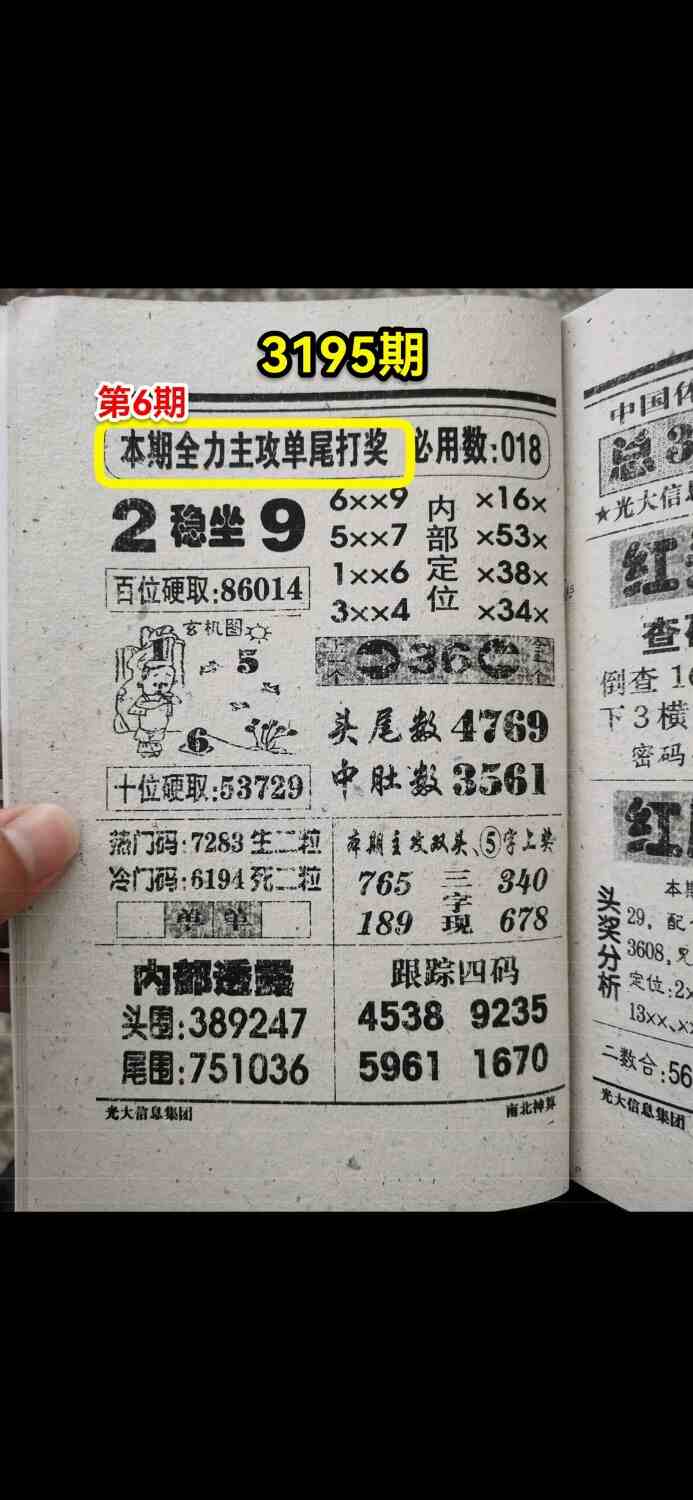 3195期
第6期
本期全力主攻单尾打奖 必用数:018
2稳坐9
百位硬取:86014
6××9 ×16×
5××7 ×53×
1××6 ×38×
3××4 ×34×
内部定位
玄机图
1
5
6
36
十位硬取:53729
头尾数4769
中肚数3561
热门码:7283生二粒
冷门码:6194死二粒
单单
本期主攻双头、⑤字上奖
765 340
189 678
三字现
内部透露
头围:389247
尾围:751036
跟踪四码
4538 9235
5961 1670
光大信息集团
南北神算
中国体
总3
★光大信息
红
查
倒查16
下3横
密码
红
头奖分析
本期
29,配
3608,
定位:2×
13××、×
二数合:56
光大信息集团